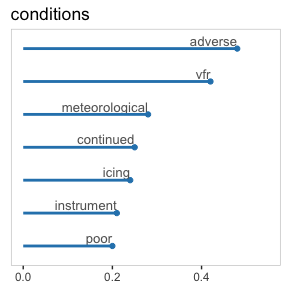 conditions
adverse
vfr
meteorological
continued
icing
instrument
poor
0.0 0.2 0.4